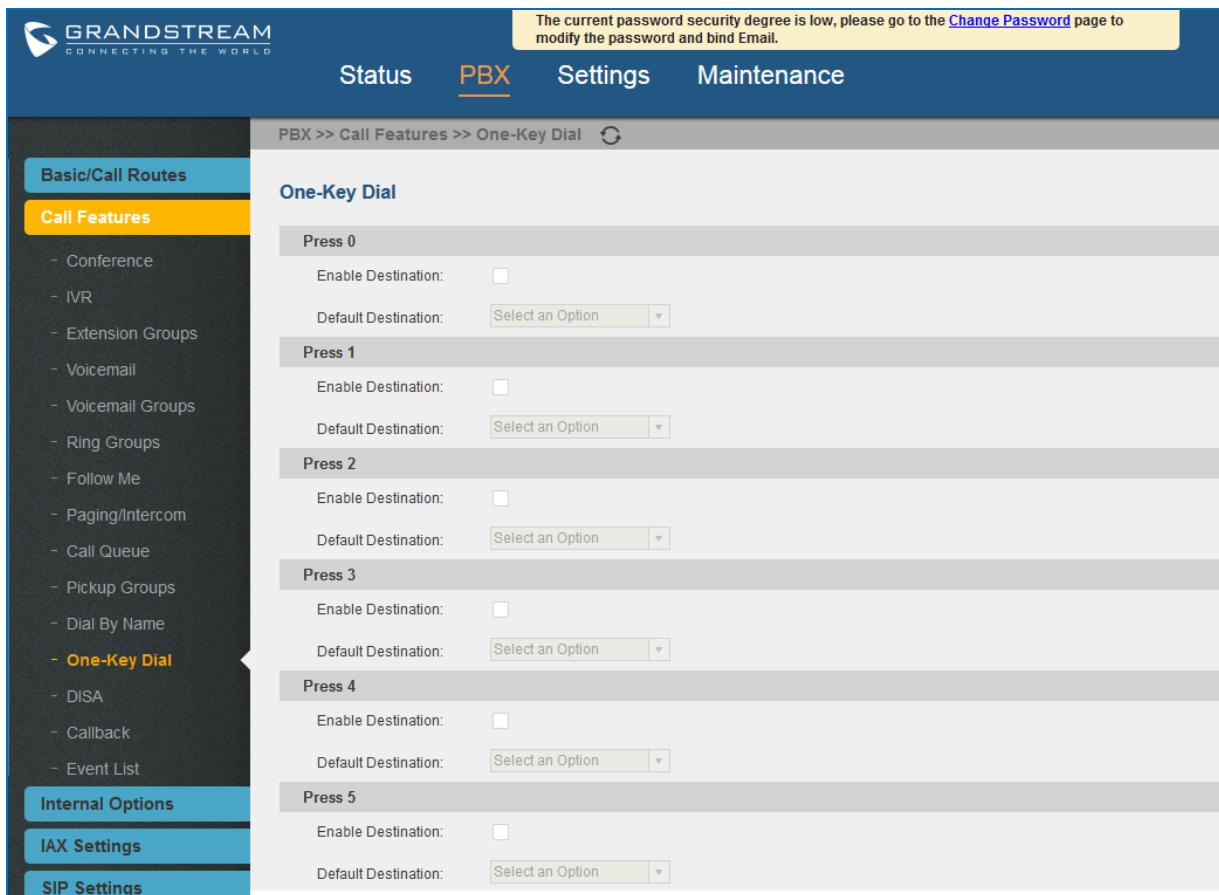 GRANDSTREAM
CONNECTING THE WORLD
The current password security degree is low, please go to the Change Password page to
modify the password and bind Email.
Status PBX Settings Maintenance
PBX >> Call Features >> One-Key Dial
Basic/Call Routes
Call Features
- Conference
- IVR
- Extension Groups
- Voicemail
- Voicemail Groups
- Ring Groups
- Follow Me
- Paging/Intercom
- Call Queue
- Pickup Groups
- Dial By Name
- One-Key Dial
- DISA
- Callback
- Event List
Internal Options
IAX Settings
SIP Settings
One-Key Dial
Press 0
Enable Destination:
Default Destination: Select an Option
Press 1
Enable Destination:
Default Destination: Select an Option
Press 2
Enable Destination:
Default Destination: Select an Option
Press 3
Enable Destination:
Default Destination: Select an Option
Press 4
Enable Destination:
Default Destination: Select an Option
Press 5
Enable Destination:
Default Destination: Select an Option